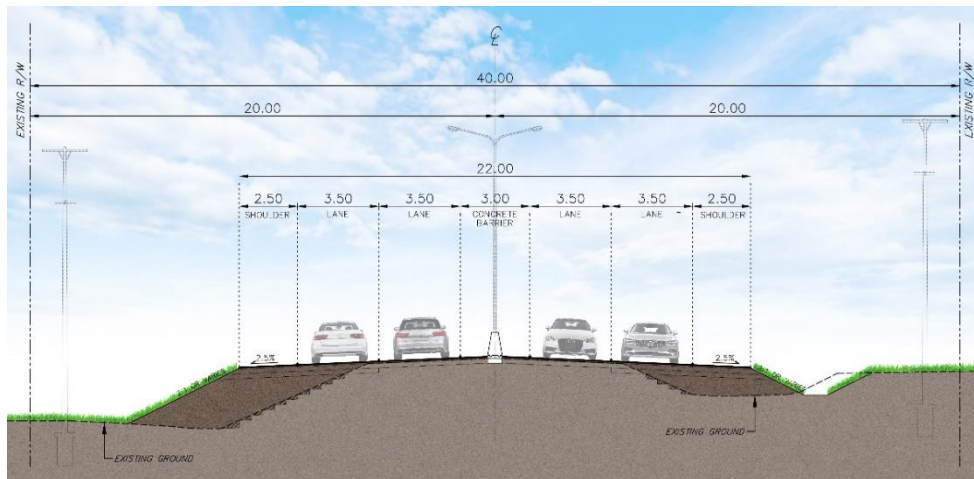 ℄
40.00
20.00 20.00
EXISTING R/W
EXISTING R/W
22.00
2.50 3.50 3.50 3.00 3.50 3.50 2.50
SHOULDER LANE LANE CONCRETE BARRIER LANE LANE SHOULDER
2.5% 2.5%
EXISTING GROUND
EXISTING GROUND